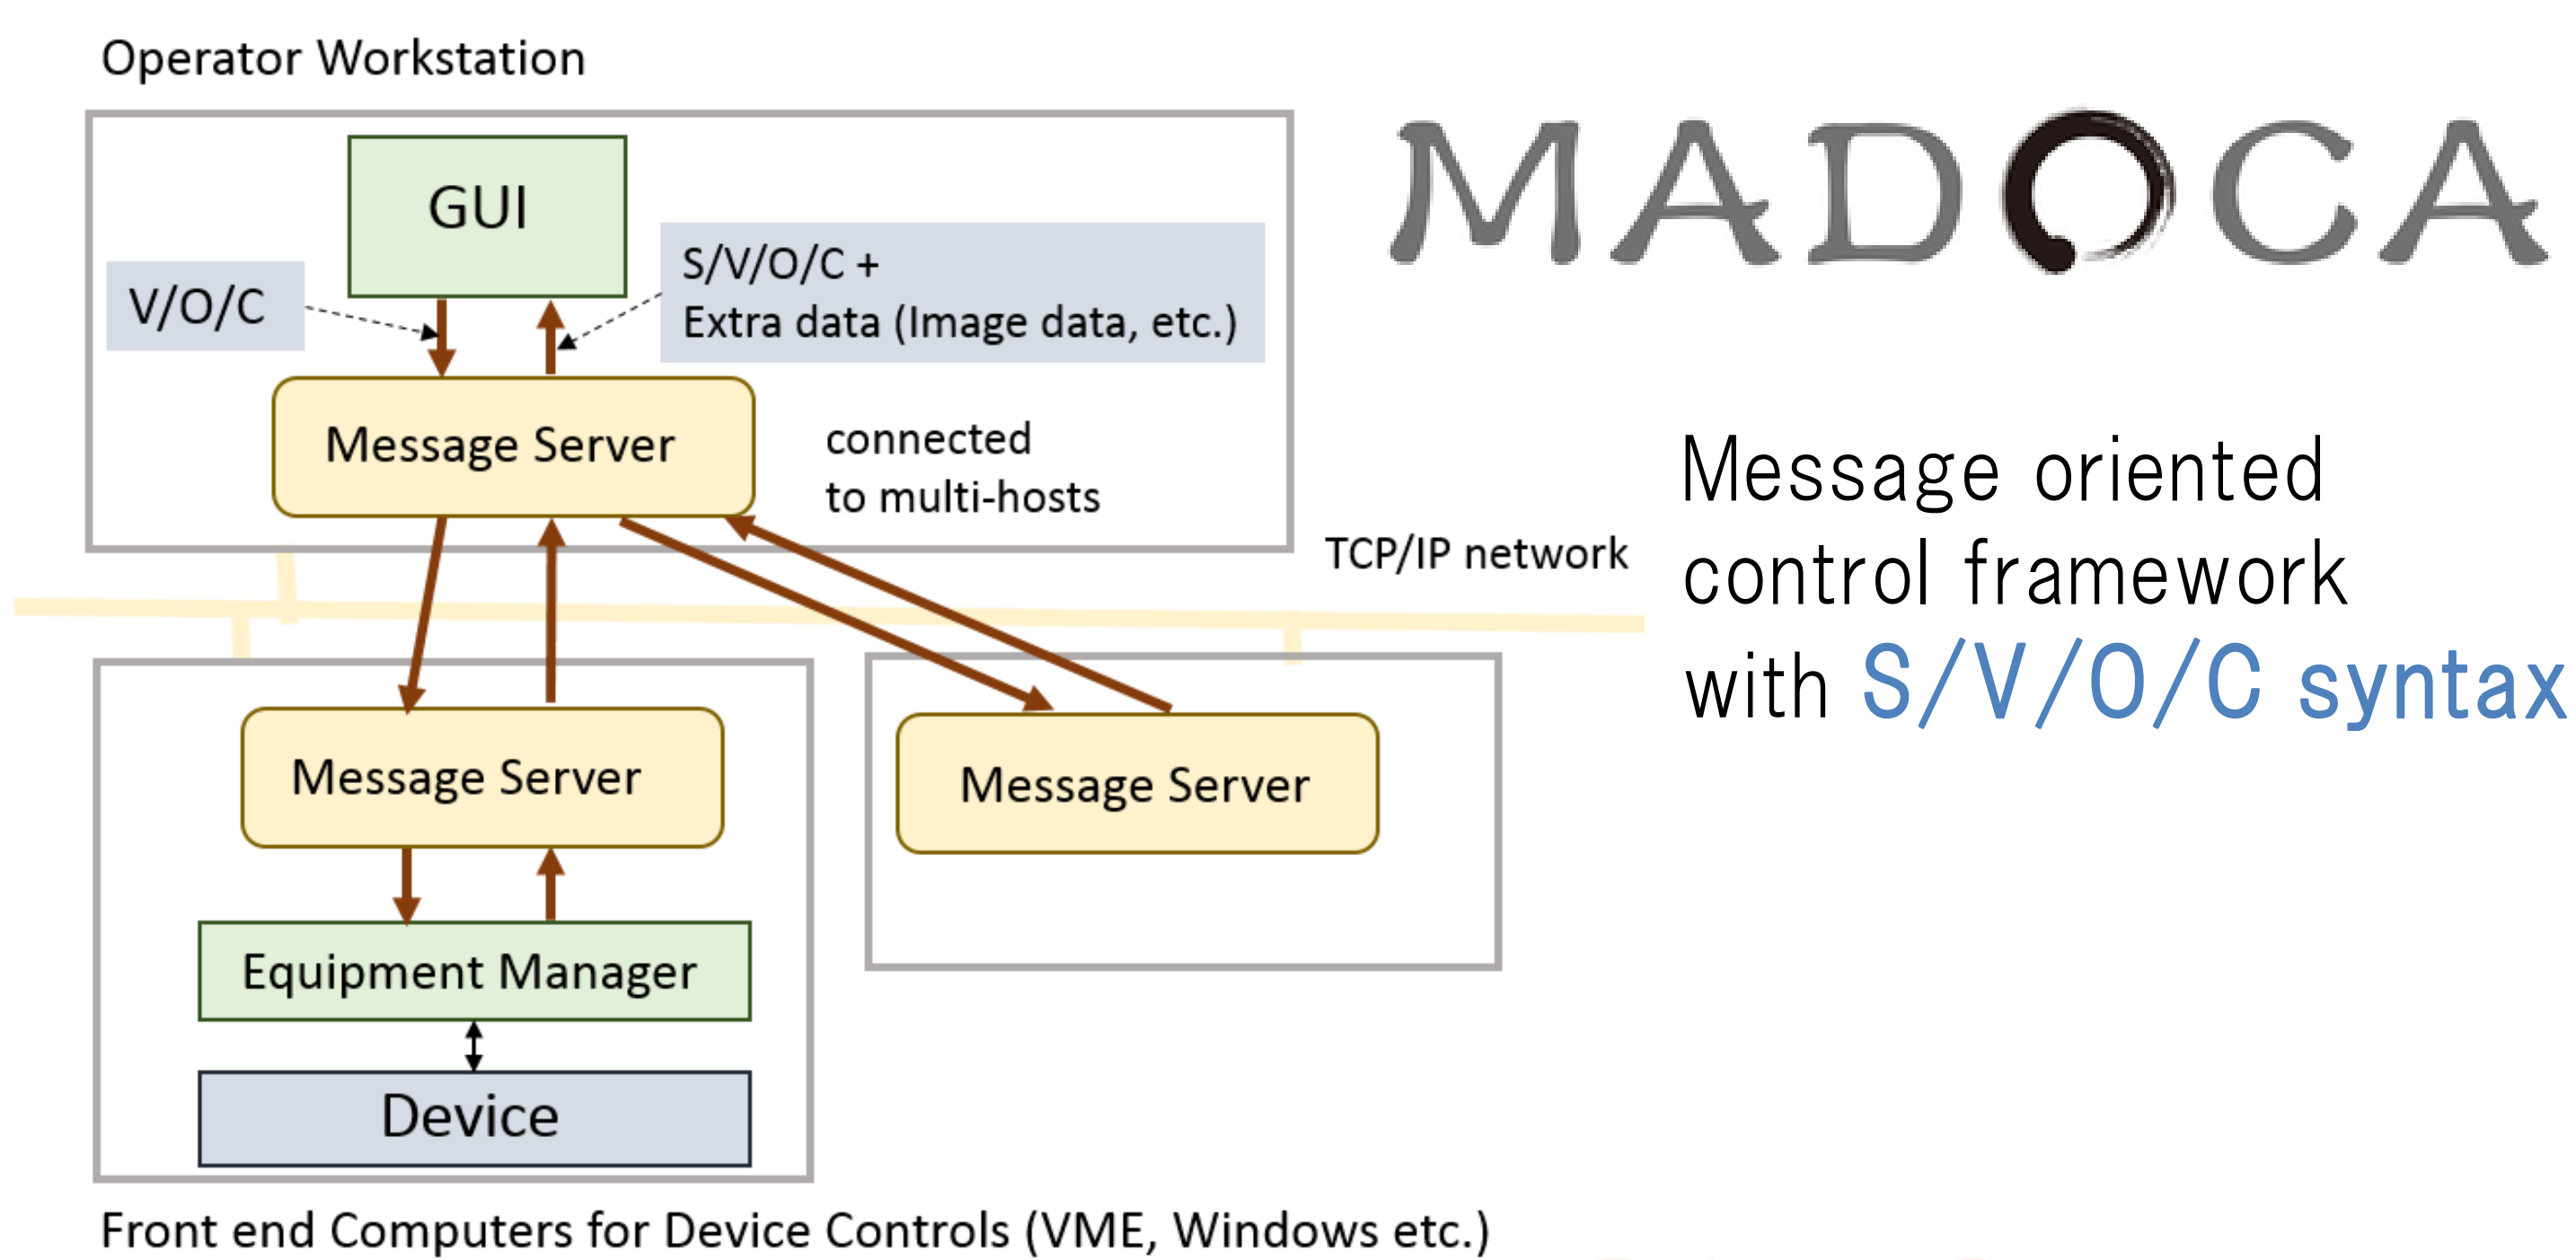 Operator Workstation
MADOCA
GUI
V/O/C
S/V/O/C +
Extra data (Image data, etc.)
Message Server
connected
to multi-hosts
TCP/IP network
Message oriented
control framework
with S/V/O/C syntax
Message Server
Message Server
Equipment Manager
Device
Front end Computers for Device Controls (VME, Windows etc.)